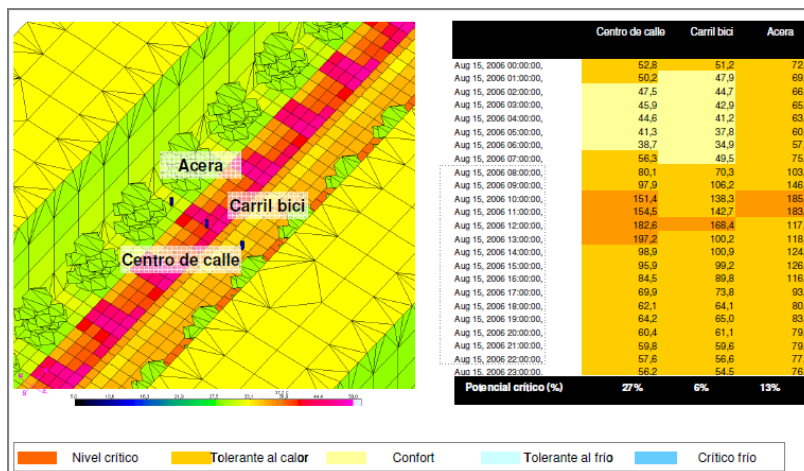 Acera
Carril bici
Centro de calle
Centro de calle Carril bici Acera
Aug 15, 2006 00:00:00, 52,8 51,2 72,
Aug 15, 2006 01:00:00, 50,2 47,9 69,
Aug 15, 2006 02:00:00, 47,5 44,7 66,
Aug 15, 2006 03:00:00, 45,9 42,9 65,
Aug 15, 2006 04:00:00, 44,6 41,2 63,
Aug 15, 2006 05:00:00, 41,3 37,8 60,
Aug 15, 2006 06:00:00, 38,7 34,9 57,
Aug 15, 2006 07:00:00, 56,3 49,5 75,
Aug 15, 2006 08:00:00, 80,1 70,3 103,
Aug 15, 2006 09:00:00, 97,9 106,2 146,
Aug 15, 2006 10:00:00, 151,4 138,3 185,
Aug 15, 2006 11:00:00, 154,5 142,7 183,
Aug 15, 2006 12:00:00, 182,6 168,4 117,
Aug 15, 2006 13:00:00, 197,2 100,2 118,
Aug 15, 2006 14:00:00, 98,9 100,9 124,
Aug 15, 2006 15:00:00, 95,9 99,2 126,
Aug 15, 2006 16:00:00, 84,5 89,8 116,
Aug 15, 2006 17:00:00, 69,9 73,8 93,
Aug 15, 2006 18:00:00, 62,1 64,1 80,
Aug 15, 2006 19:00:00, 64,2 65,0 83,
Aug 15, 2006 20:00:00, 60,4 61,1 79,
Aug 15, 2006 21:00:00, 59,8 59,6 79,
Aug 15, 2006 22:00:00, 57,6 56,6 77,
Aug 15, 2006 23:00:00, 56,2 54,5 76,
Potencial crítico (%) 27% 6% 13%
Nivel crítico Tolerante al calor Confort Tolerante al frío Crítico frío